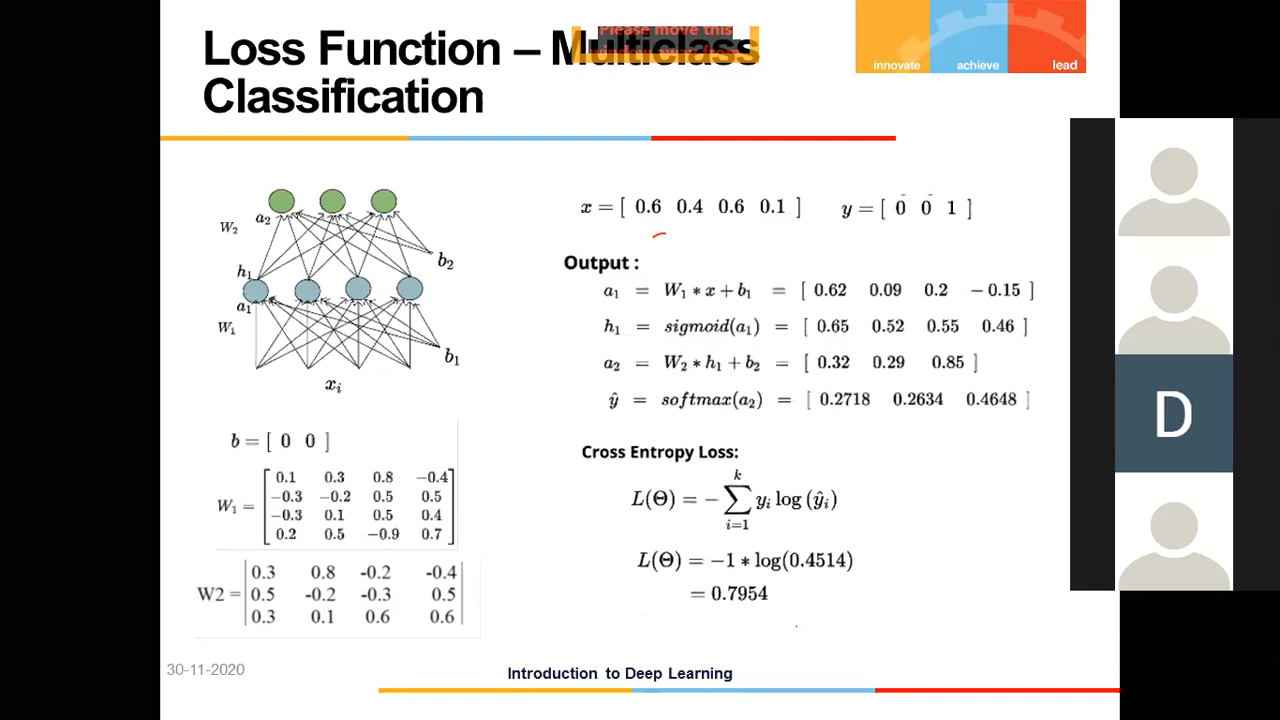 Loss Function – Multiclass
Classification
Please move this
innovate achieve lead
a₂
W₂
b₂
h₁
a₁
W₁
b₁
xᵢ
b = [ 0 0 ]
W₁ = [ 0.1 0.3 0.8 −0.4
−0.3 −0.2 0.5 0.5
−0.3 0.1 0.5 0.4
0.2 0.5 −0.9 0.7 ]
W2 = | 0.3 0.8 -0.2 -0.4
0.5 -0.2 -0.3 0.5
0.3 0.1 0.6 0.6 |
x = [ 0.6 0.4 0.6 0.1 ] y = [ 0 0 1 ]
Output :
a₁ = W₁ * x + b₁ = [ 0.62 0.09 0.2 − 0.15 ]
h₁ = sigmoid(a₁) = [ 0.65 0.52 0.55 0.46 ]
a₂ = W₂ * h₁ + b₂ = [ 0.32 0.29 0.85 ]
ŷ = softmax(a₂) = [ 0.2718 0.2634 0.4648 ]
Cross Entropy Loss:
L(Θ) = − ∑ᵢ₌₁ᵏ yᵢ log (ŷᵢ)
L(Θ) = −1 * log(0.4514)
= 0.7954
D
30-11-2020
Introduction to Deep Learning